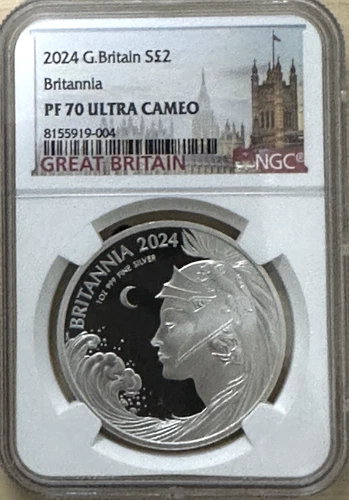 2024 G.Britain S£2
Britannia
PF 70 ULTRA CAMEO
8155919-004
GREAT BRITAIN
NGC®
BRITANNIA 2024
1OZ 999 FINE SILVER